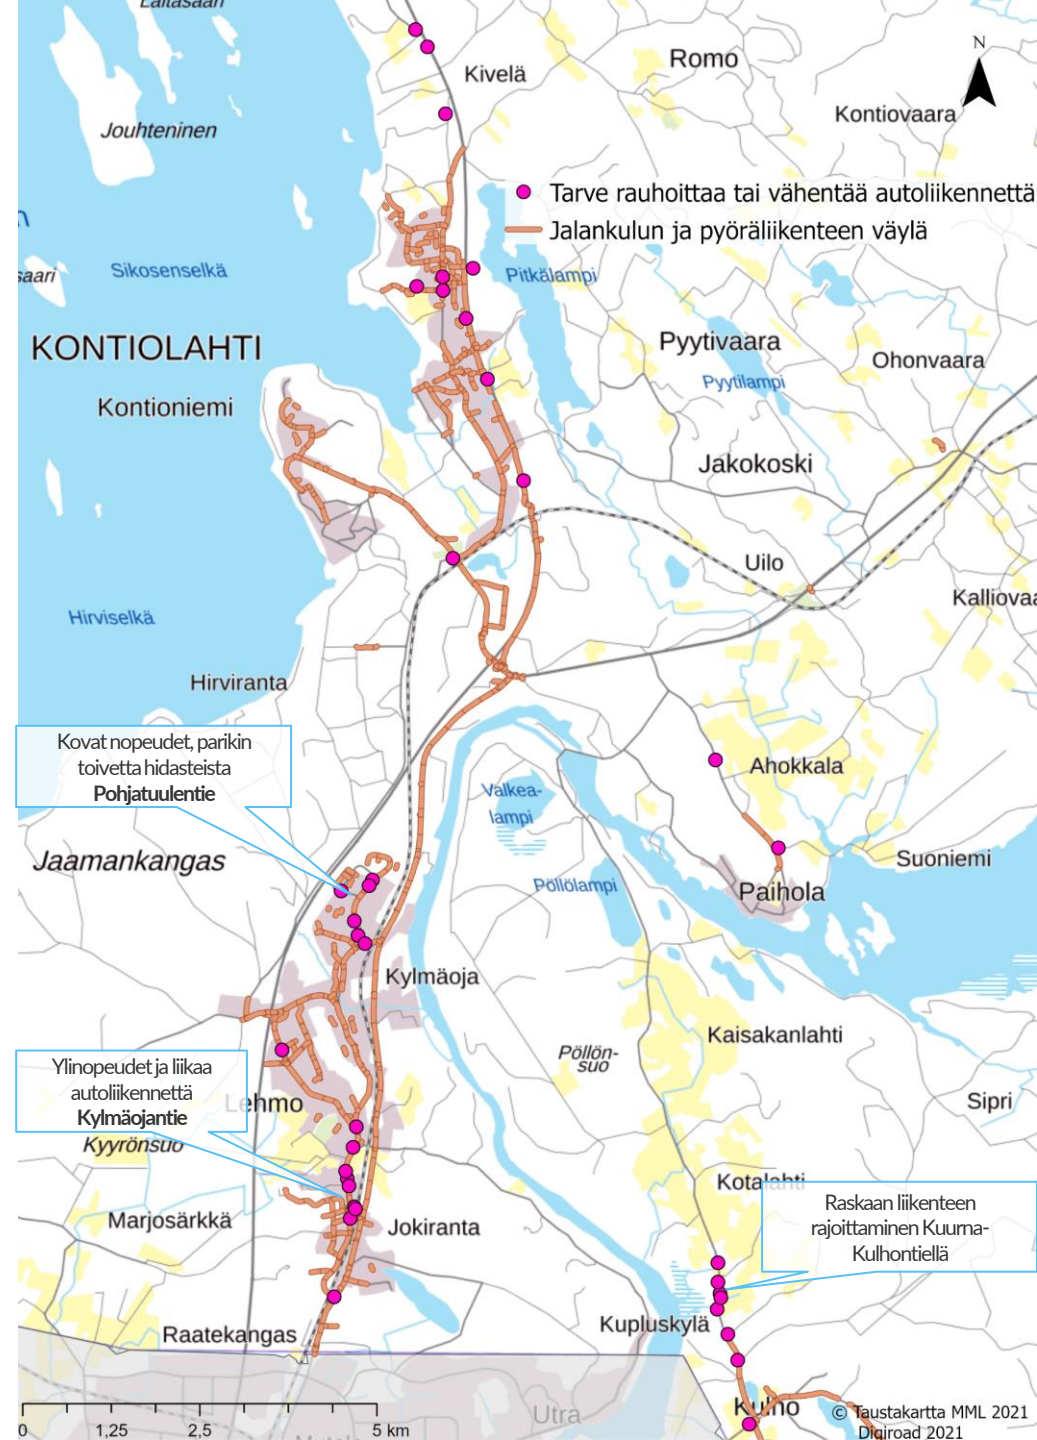 Laitasaari
Kivelä
Romo
N
Kontiovaara
Jouhteninen
Tarve rauhoittaa tai vähentää autoliikennettä
Jalankulun ja pyöräliikenteen väylä
saari
Sikosenselkä
Pitkälampi
KONTIOLAHTI
Pyytivaara
Ohonvaara
Pyytilampi
Kontioniemi
Jakokoski
Uilo
Kalliovaa
Hirviselkä
Hirviranta
Kovat nopeudet, parikin
toivetta hidasteista
Pohjatuulentie
Ahokkala
Valkea-
lampi
Jaamankangas
Suoniemi
Pöllölampi
Paihola
Kylmäoja
Kaisakanlahti
Pöllön-
suo
Ylinopeudet ja liikaa
autoliikennettä
Kylmäojantie
Lehmo
Sipri
Kyyrönsuo
Kotalahti
Raskaan liikenteen
rajoittaminen Kuurna-
Kulhontiellä
Marjosärkkä
Jokiranta
Kupluskylä
Raatekangas
Kulho
Utra
0 1,25 2,5 5 km
© Taustakartta MML 2021
Digiroad 2021